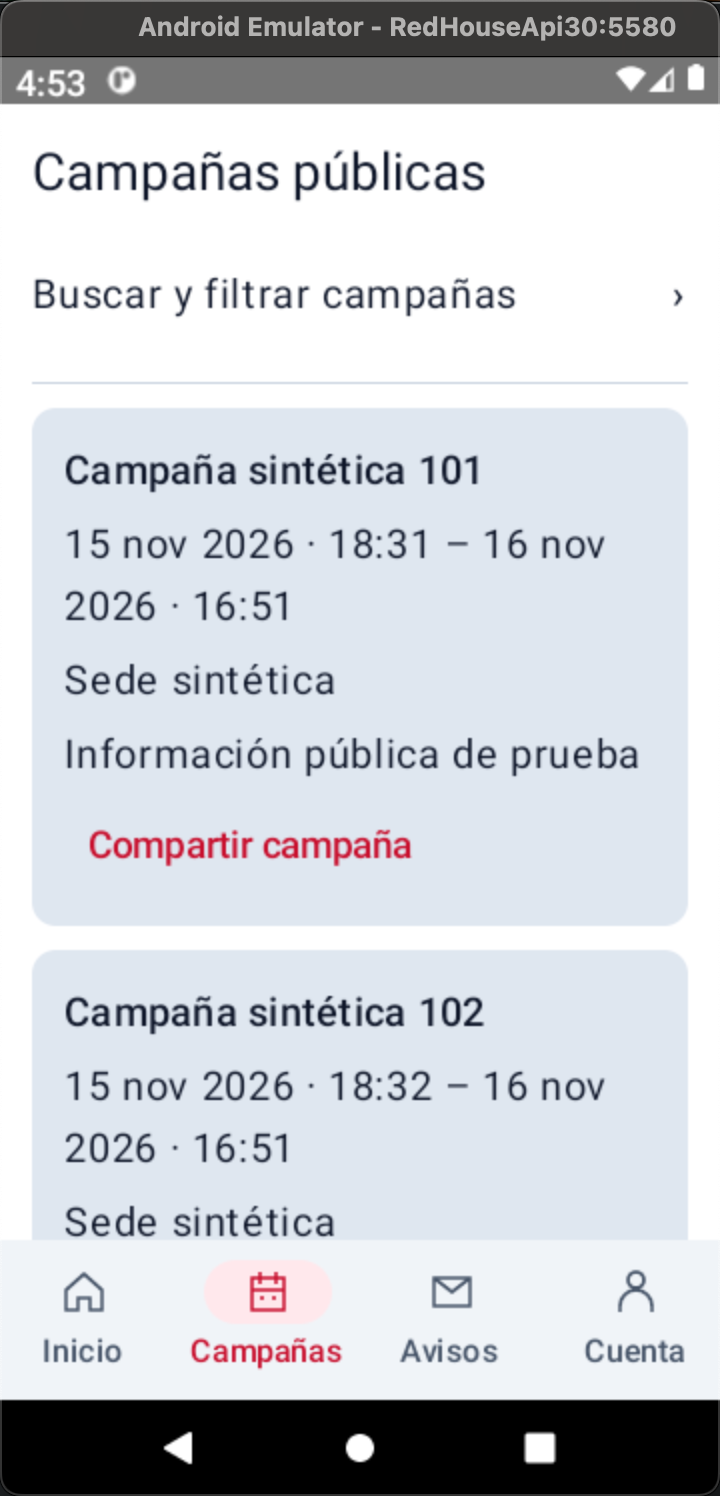 Android Emulator - RedHouseApi30:5580
4:53
Campañas públicas
Buscar y filtrar campañas ›
Campaña sintética 101
15 nov 2026 · 18:31 – 16 nov
2026 · 16:51
Sede sintética
Información pública de prueba
Compartir campaña
Campaña sintética 102
15 nov 2026 · 18:32 – 16 nov
2026 · 16:51
Sede sintética
Inicio Campañas Avisos Cuenta